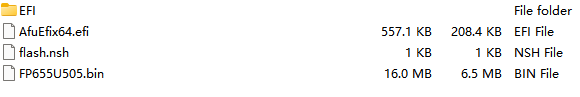 EFI File folder
AfuEfix64.efi 557.1 KB 208.4 KB EFI File
flash.nsh 1 KB 1 KB NSH File
FP655U505.bin 16.0 MB 6.5 MB BIN File